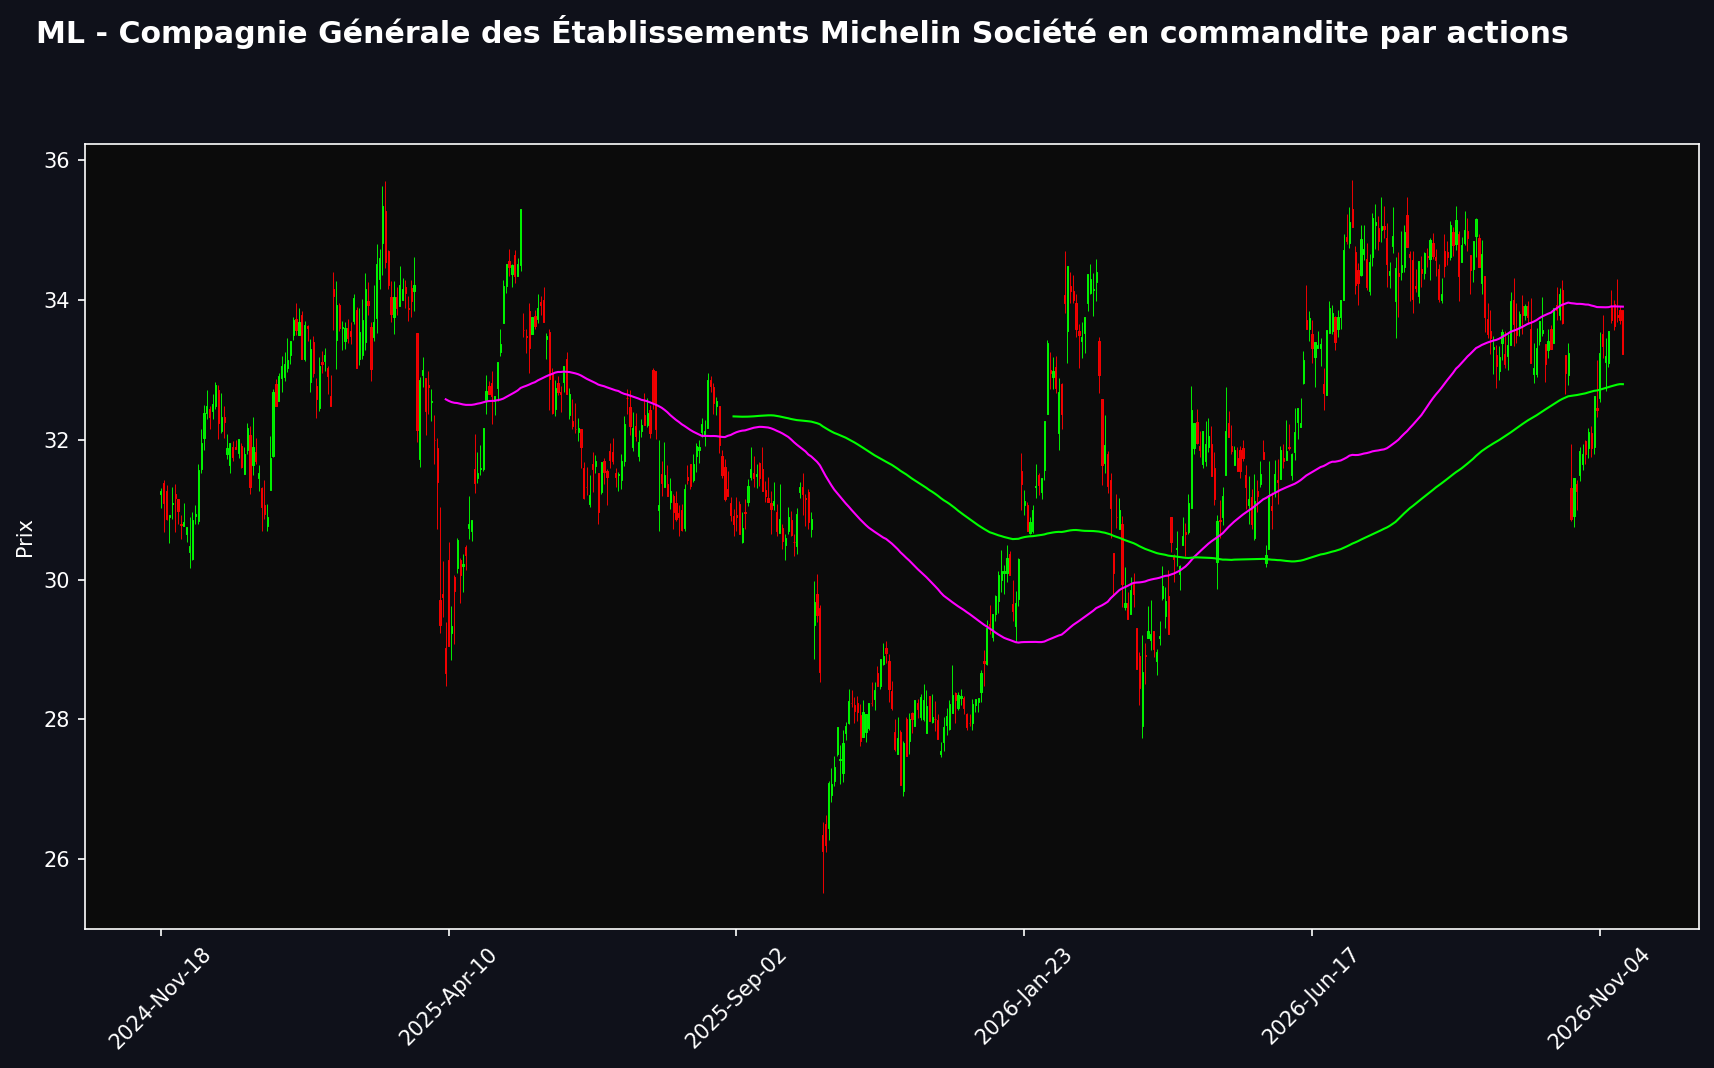 ML - Compagnie Générale des Établissements Michelin Société en commandite par actions
Prix
36
34
32
30
28
26
2024-Nov-18
2025-Apr-10
2025-Sep-02
2026-Jan-23
2026-Jun-17
2026-Nov-04